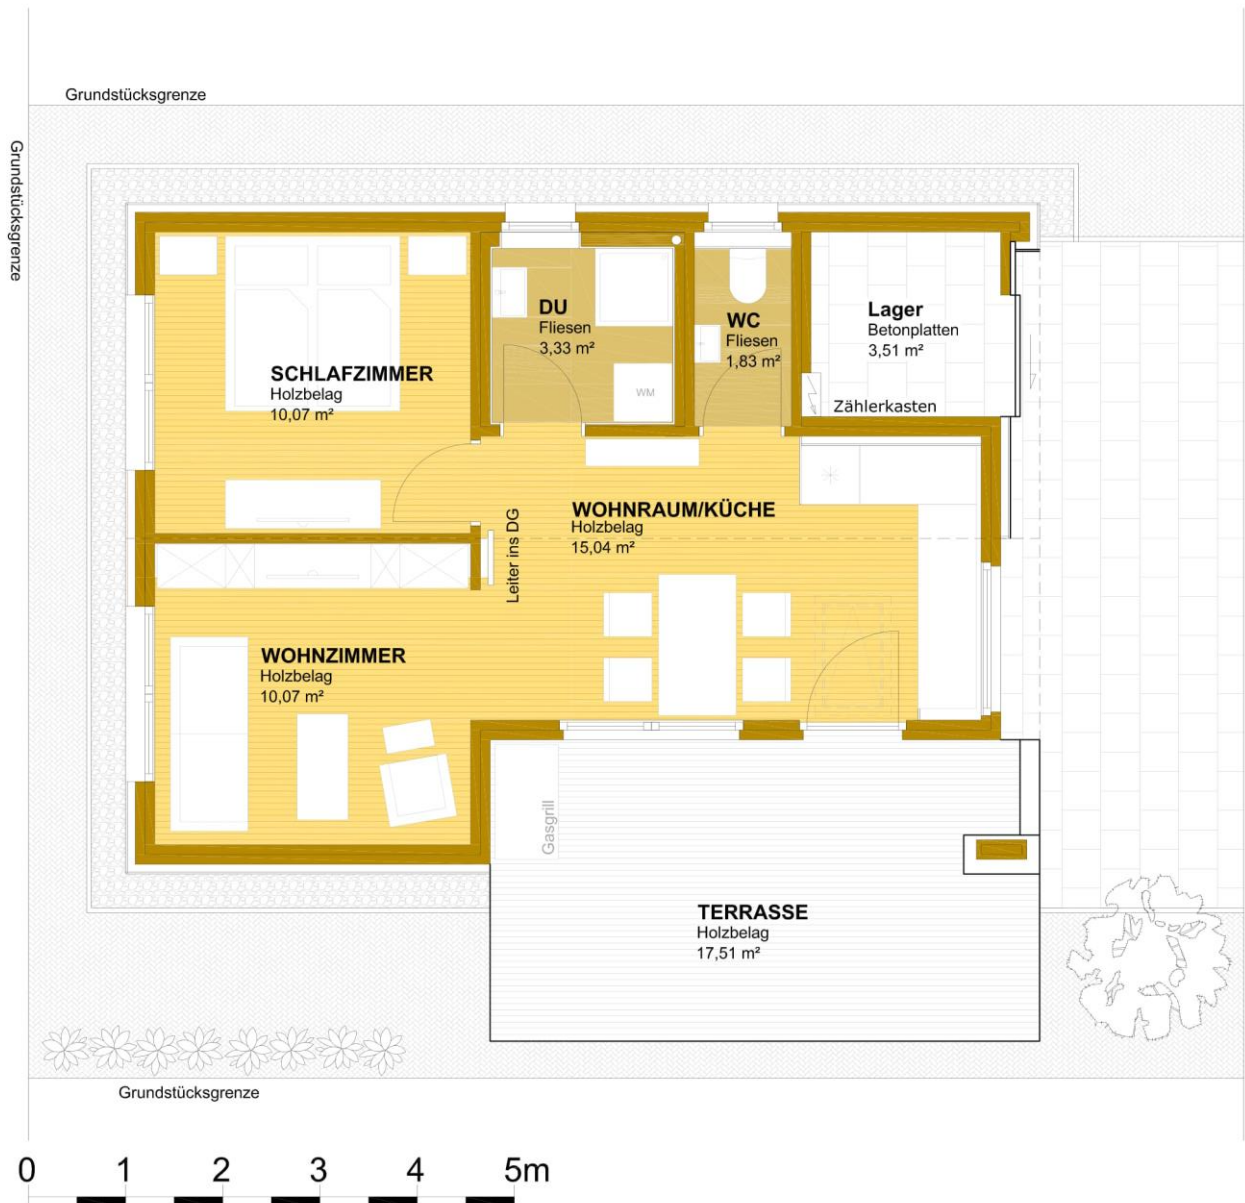 Grundstücksgrenze
Grundstücksgrenze
SCHLAFZIMMER
Holzbelag
10,07 m²
DU
Fliesen
3,33 m²
WM
WC
Fliesen
1,83 m²
Lager
Betonplatten
3,51 m²
Zählerkasten
WOHNRAUM/KÜCHE
Holzbelag
15,04 m²
Leiter ins DG
WOHNZIMMER
Holzbelag
10,07 m²
Gasgrill
TERRASSE
Holzbelag
17,51 m²
Grundstücksgrenze
0 1 2 3 4 5m